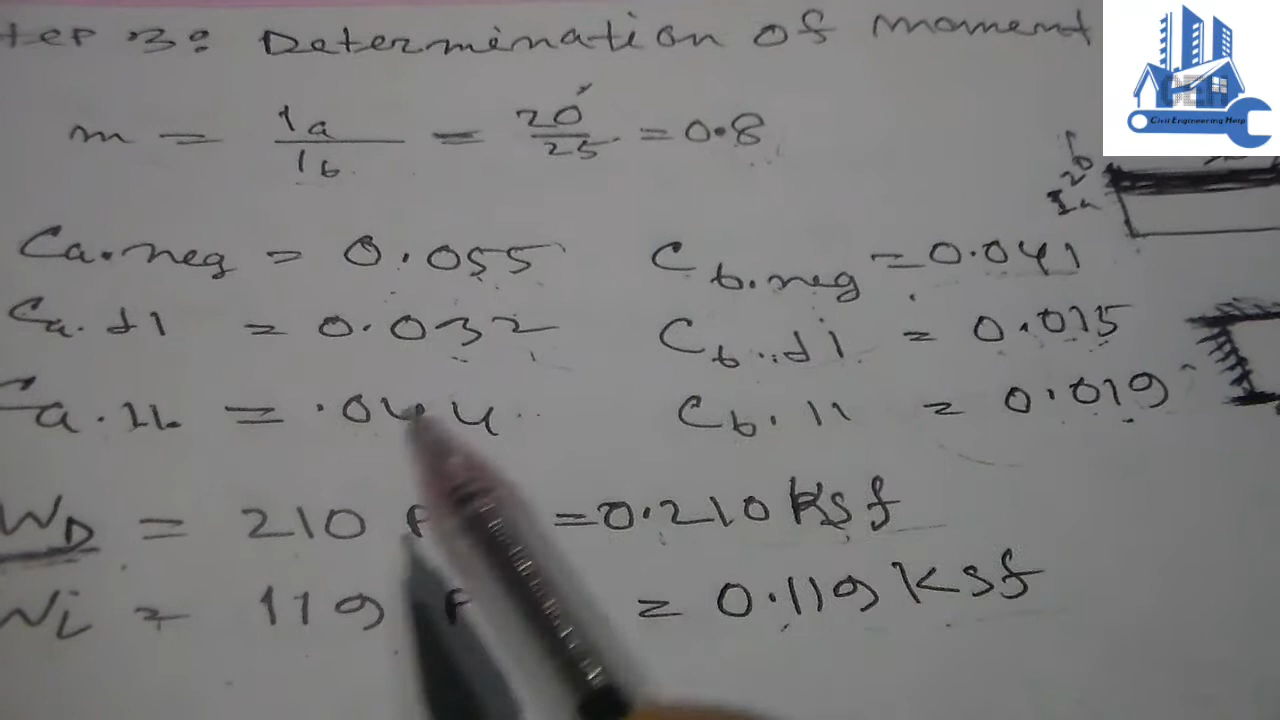 tep 3: Determination of moment
m = la/lb = 20/25 = 0.8
Ca.neg = 0.055 Cb.neg = 0.041
Ca.dl = 0.032 Cb.dl = 0.015
Ca.ll = .044 Cb.ll = 0.019
WD = 210 = 0.210 Ksf
WL = 119 = 0.119 Ksf
20
la
Civil Engineering Help